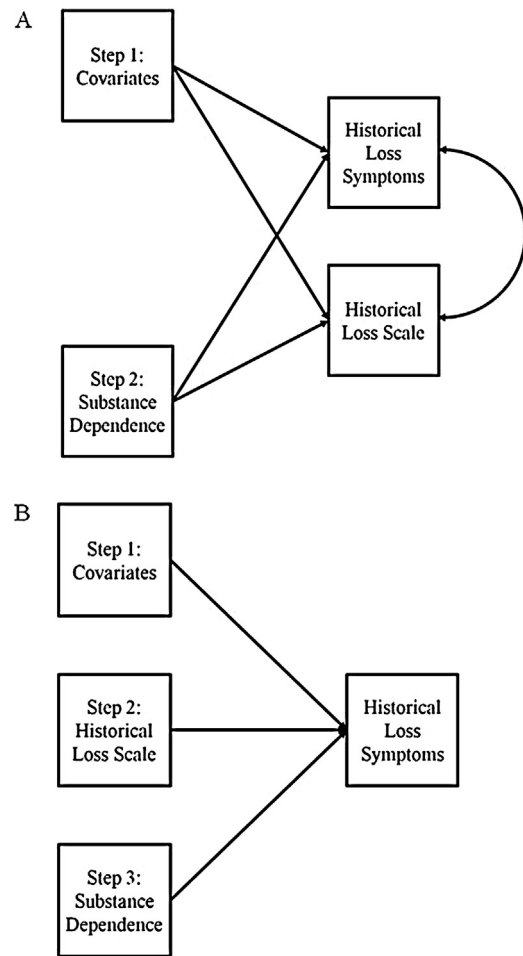 A
Step 1:
Covariates
Historical
Loss
Symptoms
Historical
Loss Scale
Step 2:
Substance
Dependence
B
Step 1:
Covariates
Step 2:
Historical
Loss Scale
Historical
Loss
Symptoms
Step 3:
Substance
Dependence